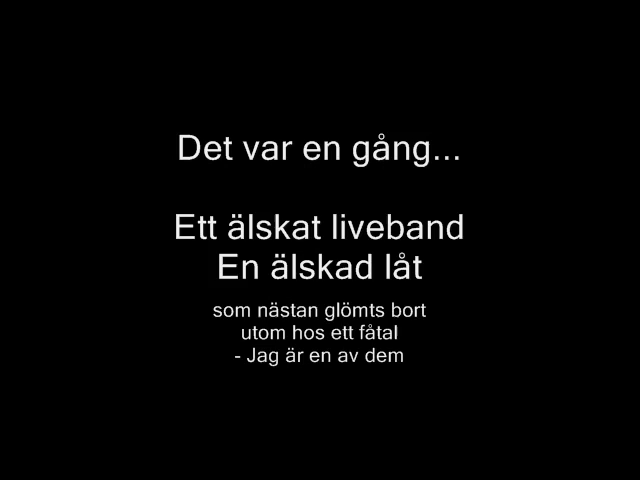 Det var en gång...
Ett älskat liveband
En älskad låt
som nästan glömts bort
utom hos ett fåtal
- Jag är en av dem